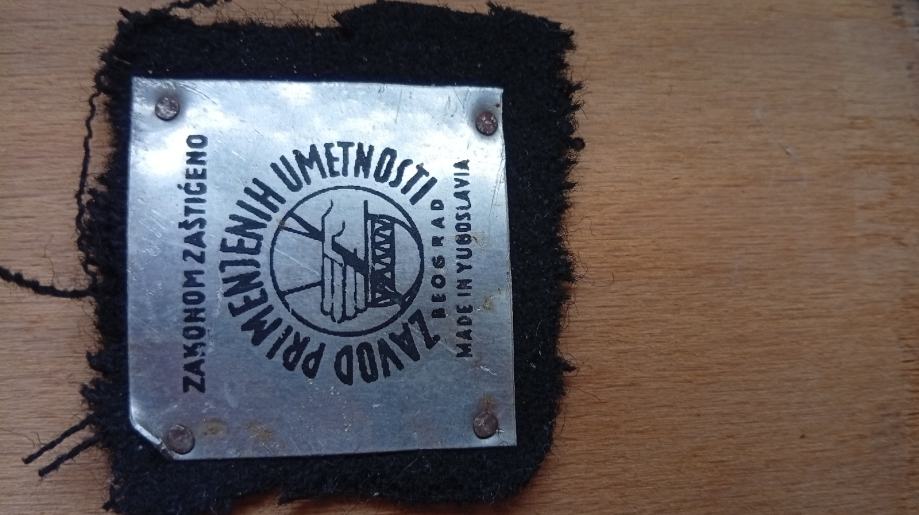 ZAKONOM ZAŠTIĆENO
ZAVOD PRIMENJENIH UMETNOSTI
BEOGRAD
MADE IN YUGOSLAVIA